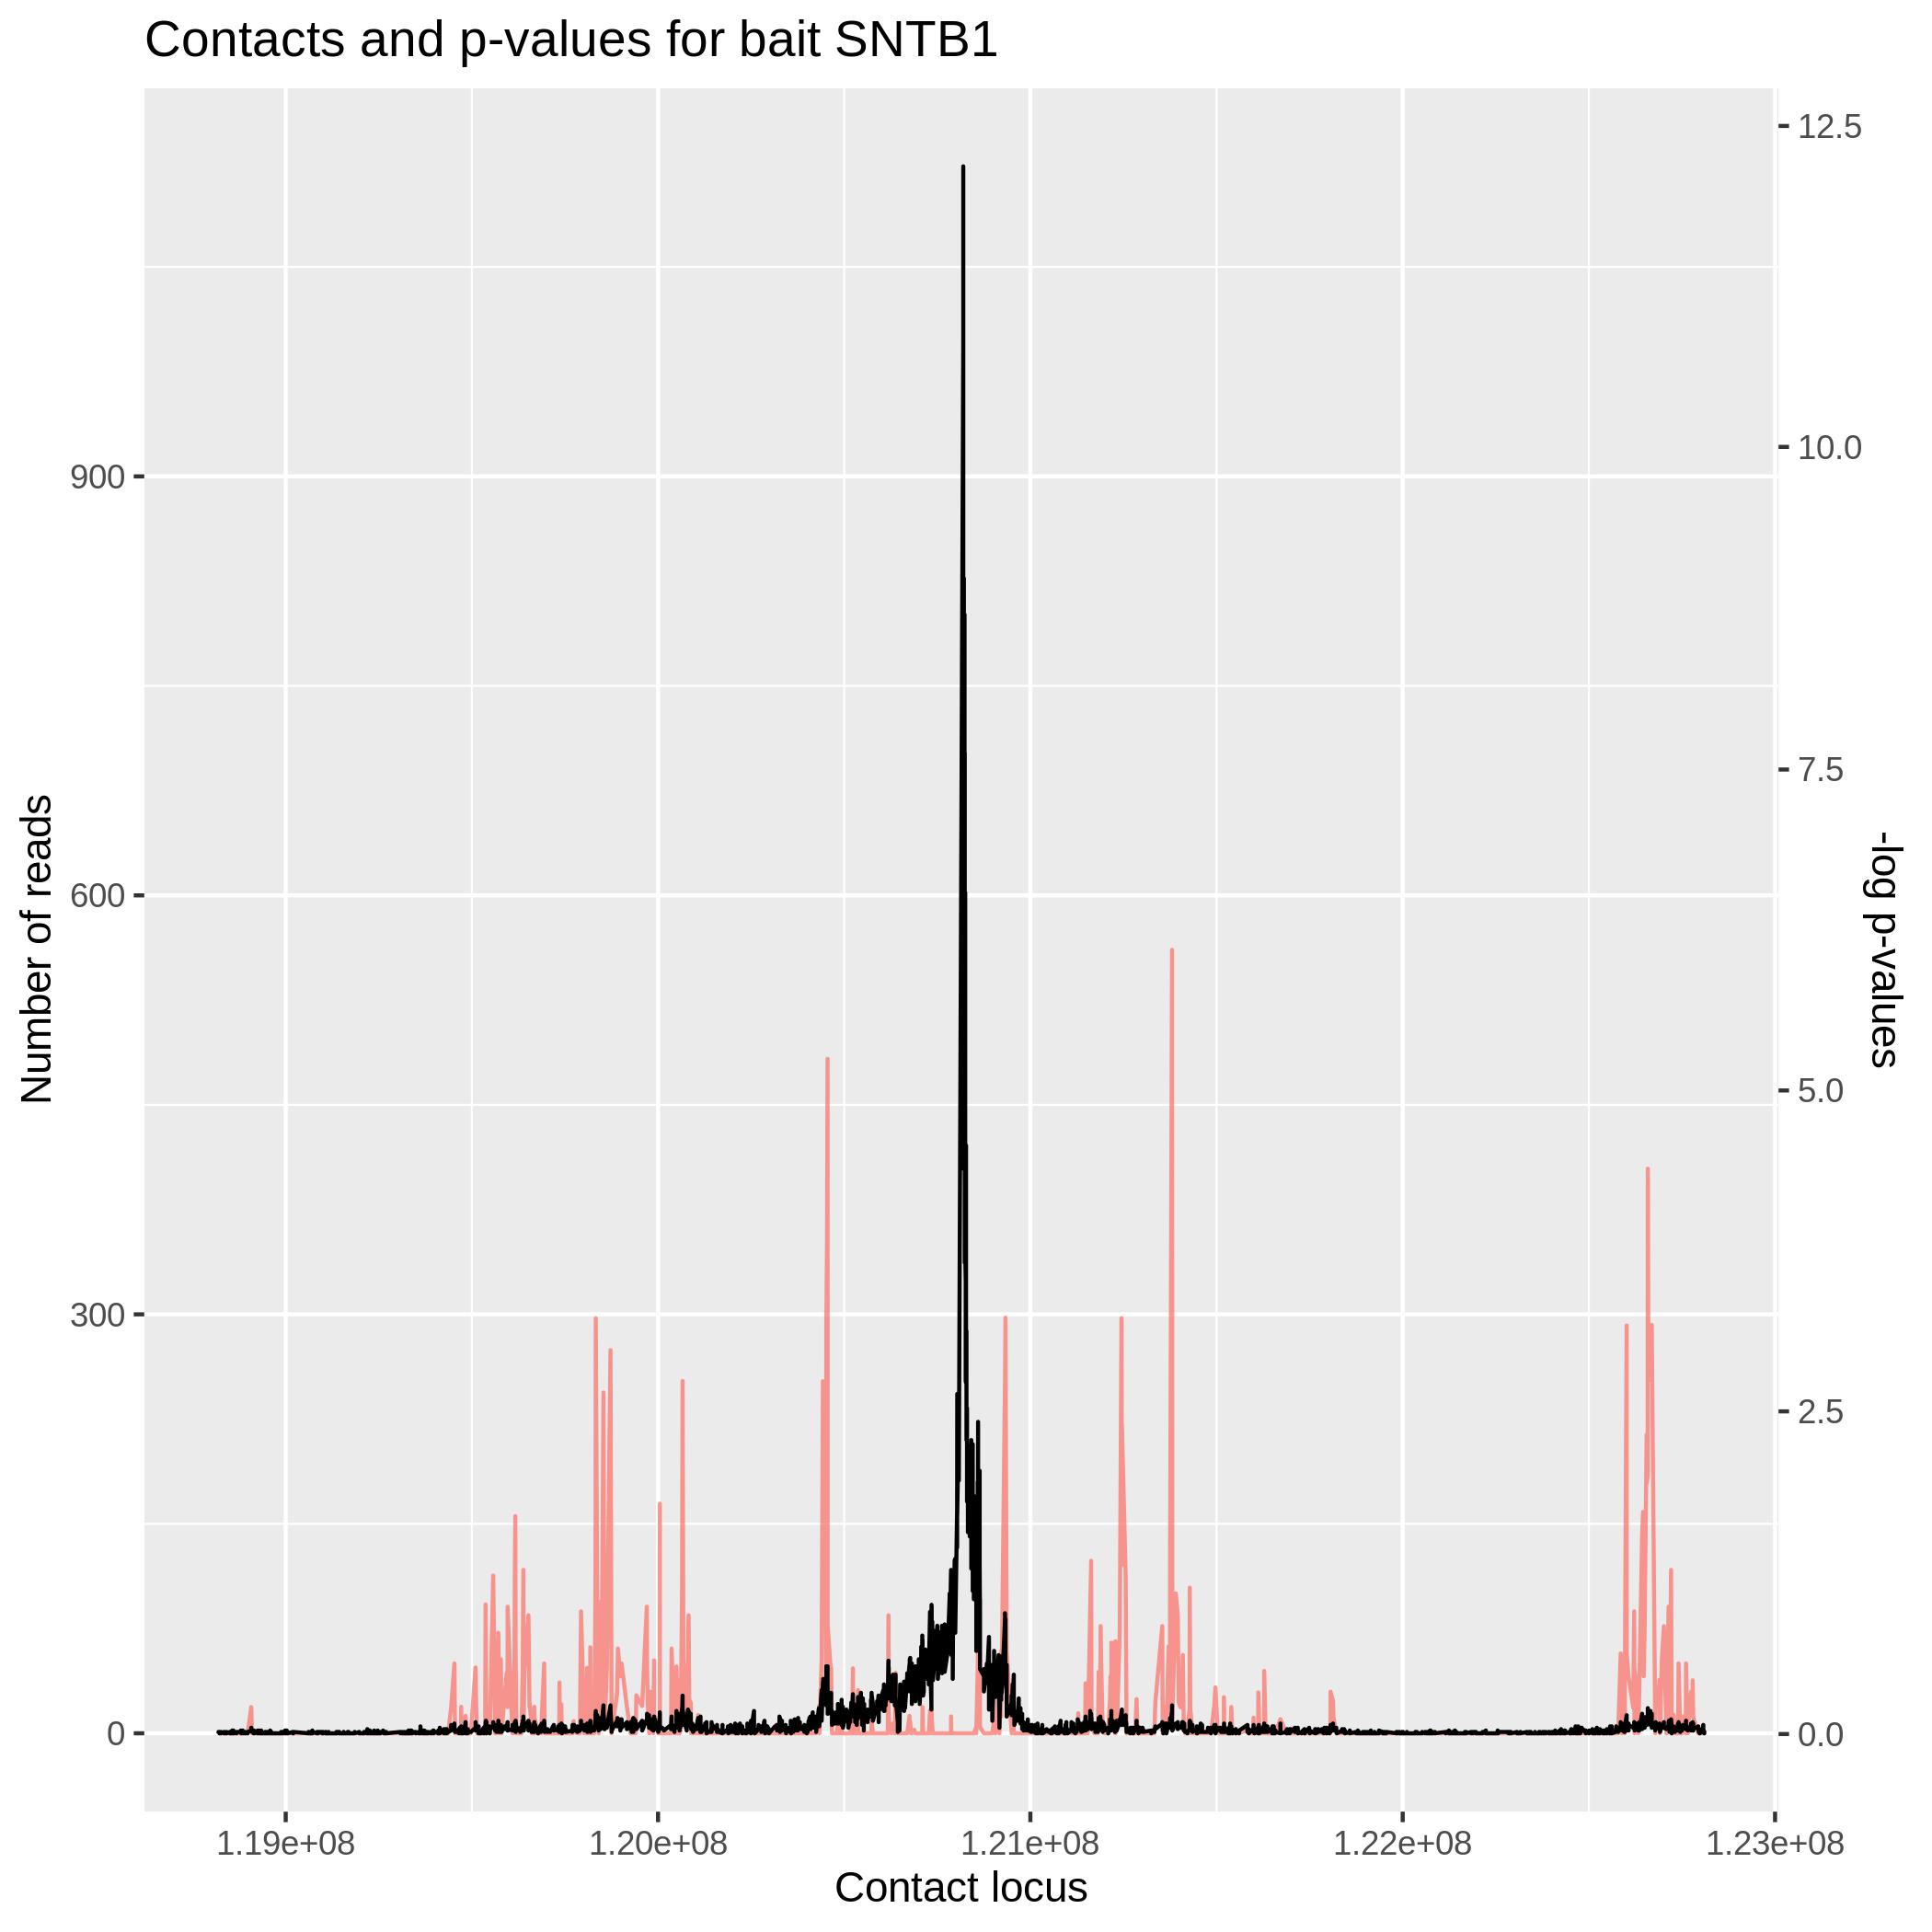 Contacts and p-values for bait SNTB1
12.5
10.0
7.5
5.0
2.5
0.0
-log p-values
900
600
300
0
Number of reads
1.19e+08
1.20e+08
1.21e+08
1.22e+08
1.23e+08
Contact locus